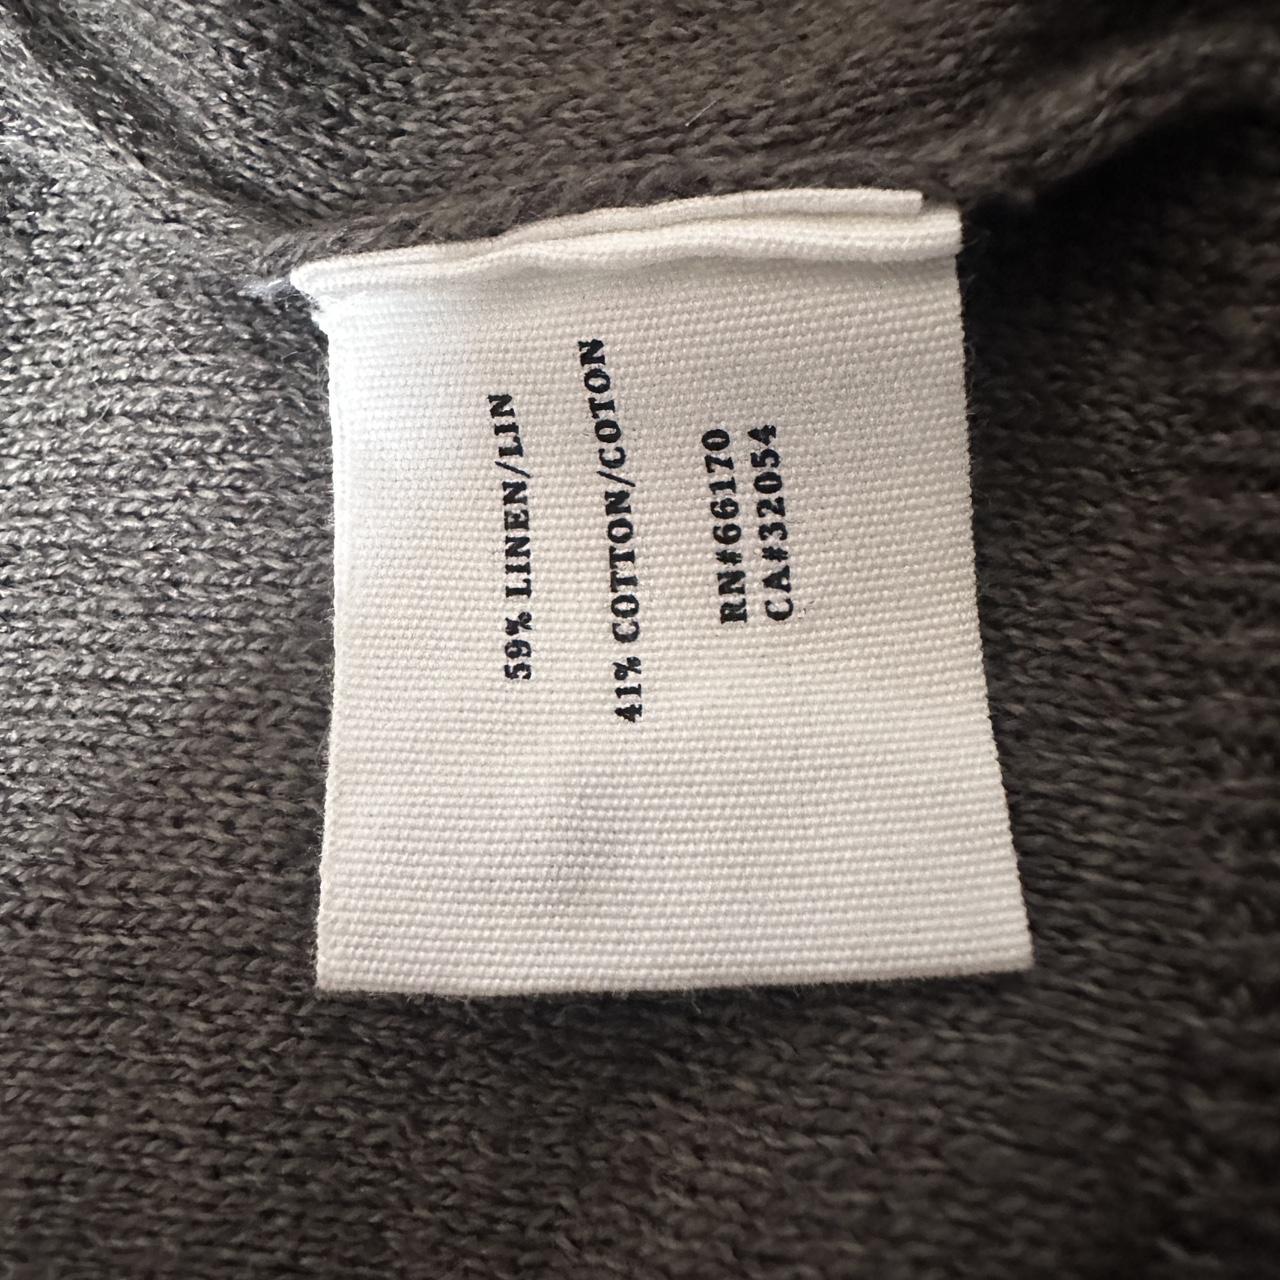 59% LINEN/LIN
41% COTTON/COTON
RN#66170
CA#32054